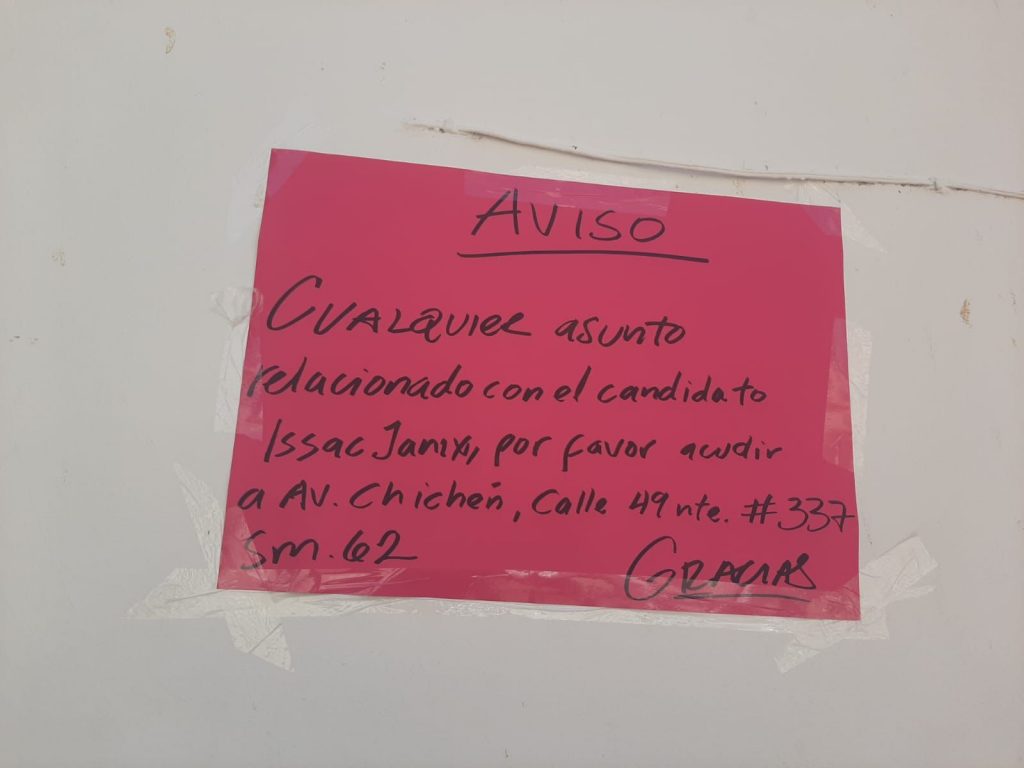 AVISO
CUALQUIER asunto
relacionado con el candidato
Issac Janix, por favor acudir
a AV. Chicheń, Calle 49 nte. #337
Sm. 62
GRACIAS